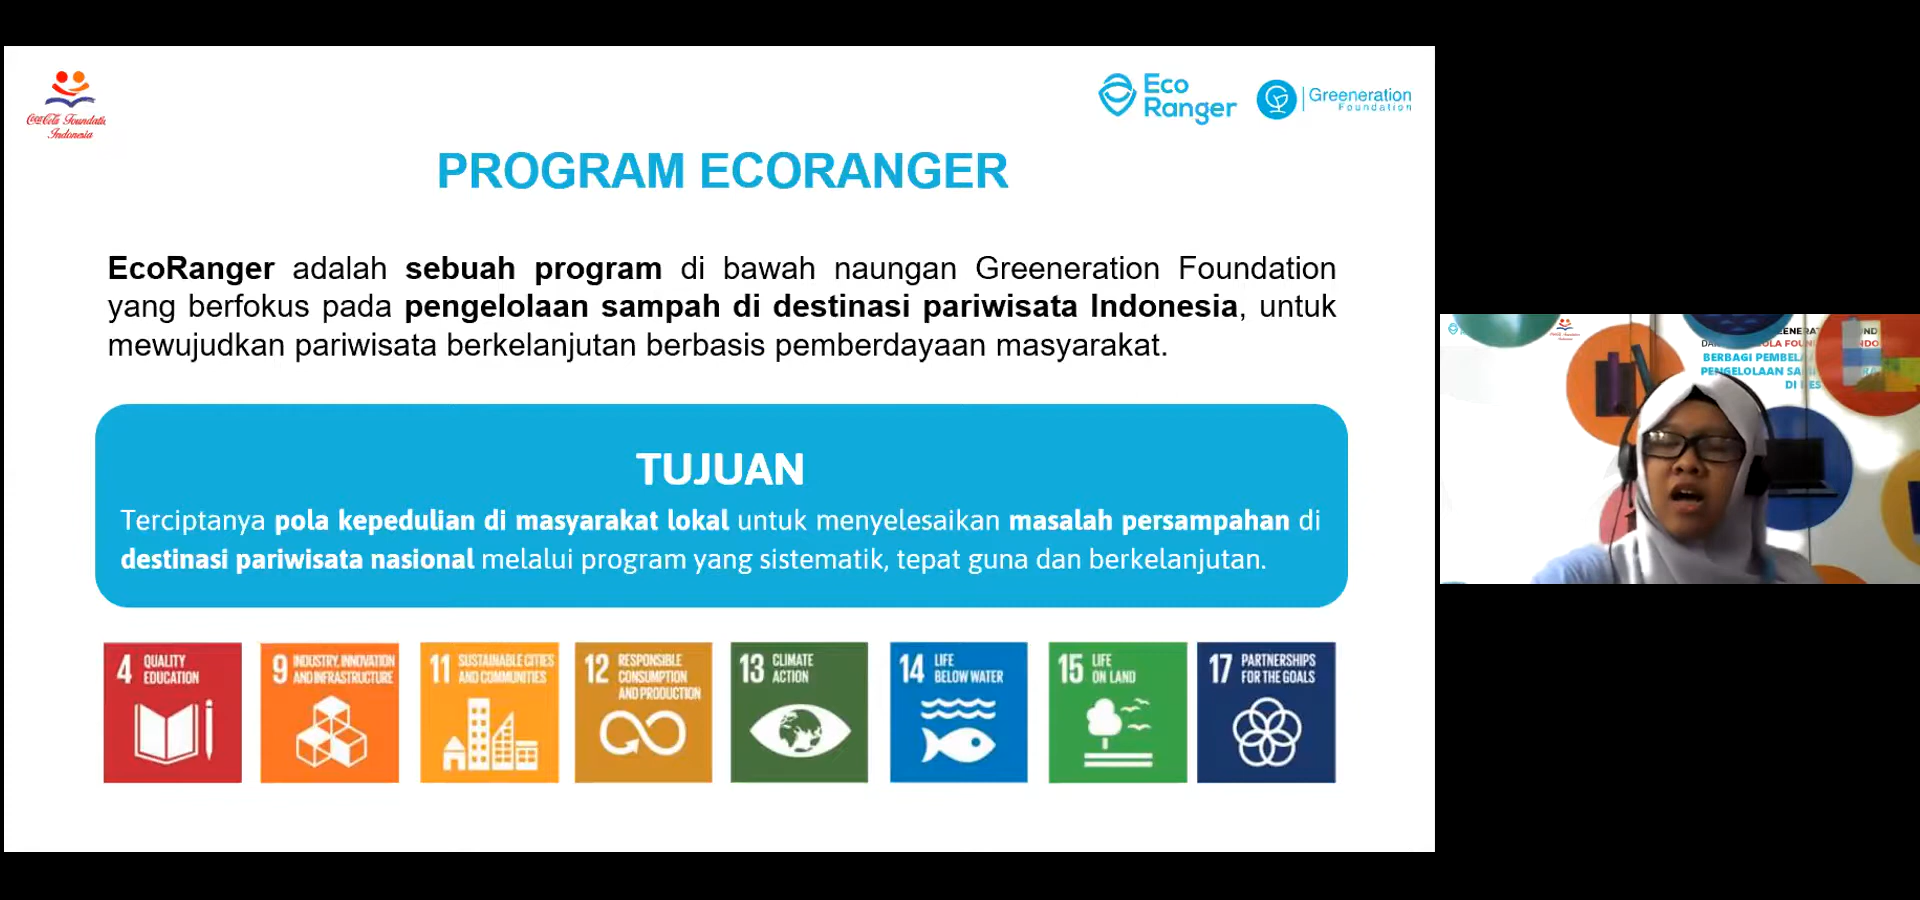 Coca-Cola Foundation
Indonesia
Eco
Ranger
Greeneration
Foundation
PROGRAM ECORANGER
EcoRanger adalah sebuah program di bawah naungan Greeneration Foundation
yang berfokus pada pengelolaan sampah di destinasi pariwisata Indonesia, untuk
mewujudkan pariwisata berkelanjutan berbasis pemberdayaan masyarakat.
TUJUAN
Terciptanya pola kepedulian di masyarakat lokal untuk menyelesaikan masalah persampahan di
destinasi pariwisata nasional melalui program yang sistematik, tepat guna dan berkelanjutan.
4 QUALITY
EDUCATION
9 INDUSTRY, INNOVATION
AND INFRASTRUCTURE
11 SUSTAINABLE CITIES
AND COMMUNITIES
12 RESPONSIBLE
CONSUMPTION
AND PRODUCTION
13 CLIMATE
ACTION
14 LIFE
BELOW WATER
15 LIFE
ON LAND
17 PARTNERSHIPS
FOR THE GOALS
BERBAGI